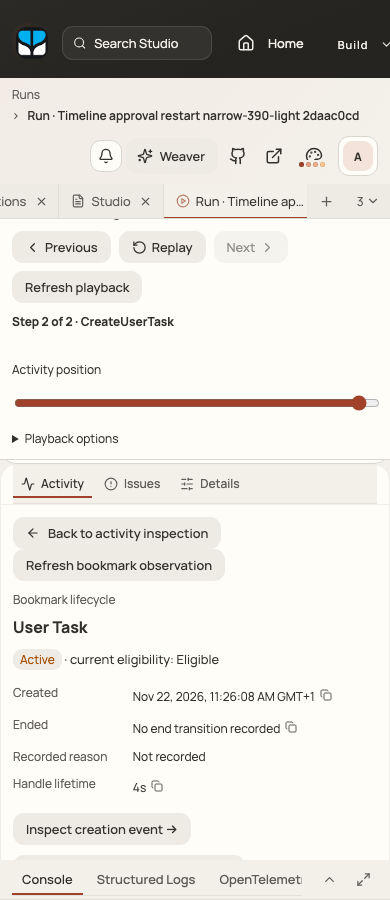 Search Studio
Home
Build
Runs
› Run · Timeline approval restart narrow-390-light 2daac0cd
Weaver
A
ions
Studio
Run · Timeline ap...
3
Previous
Replay
Next
Refresh playback
Step 2 of 2 · CreateUserTask
Activity position
Playback options
Activity
Issues
Details
Back to activity inspection
Refresh bookmark observation
Bookmark lifecycle
User Task
Active · current eligibility: Eligible
Created Nov 22, 2026, 11:26:08 AM GMT+1
Ended No end transition recorded
Recorded reason Not recorded
Handle lifetime 4s
Inspect creation event →
Console
Structured Logs
OpenTelemet